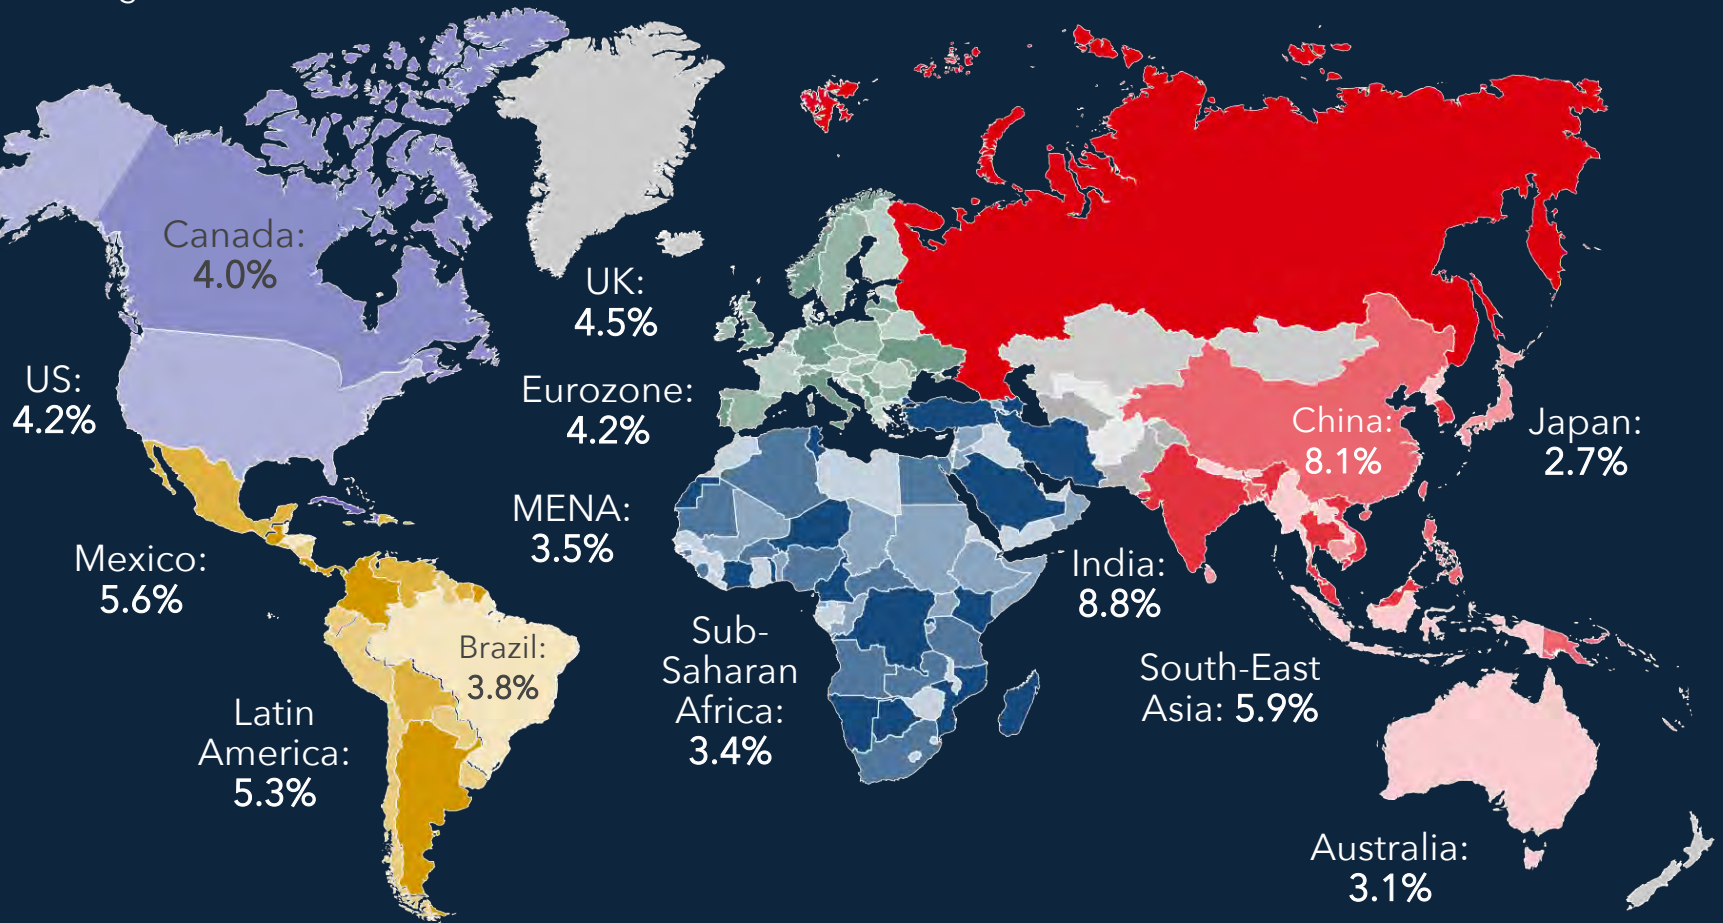 Canada:
4.0%
UK:
4.5%
US:
4.2%
Eurozone:
4.2%
China:
8.1%
Japan:
2.7%
MENA:
3.5%
Mexico:
5.6%
India:
8.8%
Brazil:
3.8%
Sub-
Saharan
Africa:
3.4%
South-East
Asia: 5.9%
Latin
America:
5.3%
Australia:
3.1%